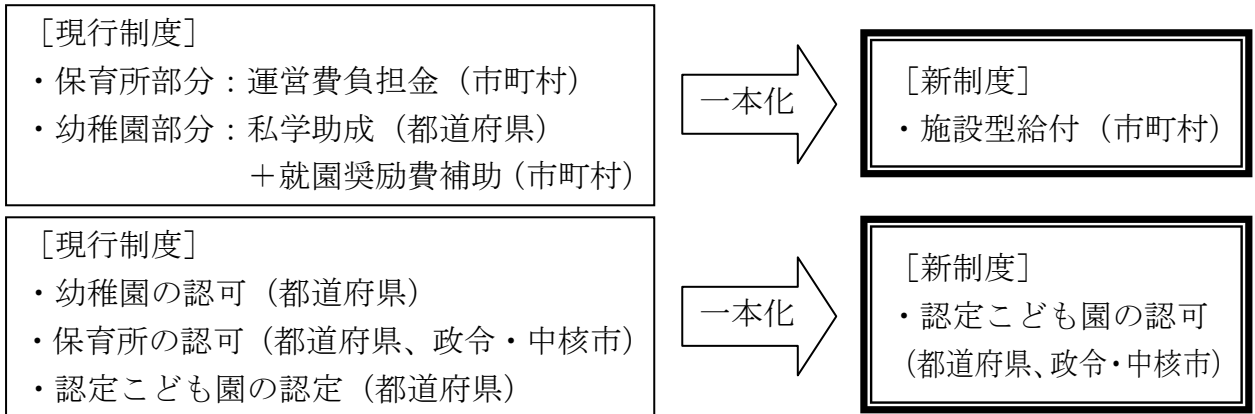 ［現行制度］
・保育所部分：運営費負担金（市町村）
・幼稚園部分：私学助成（都道府県）
＋就園奨励費補助（市町村）
一本化
［新制度］
・施設型給付（市町村）
［現行制度］
・幼稚園の認可（都道府県）
・保育所の認可（都道府県、政令・中核市）
・認定こども園の認定（都道府県）
一本化
［新制度］
・認定こども園の認可
（都道府県、政令・中核市）